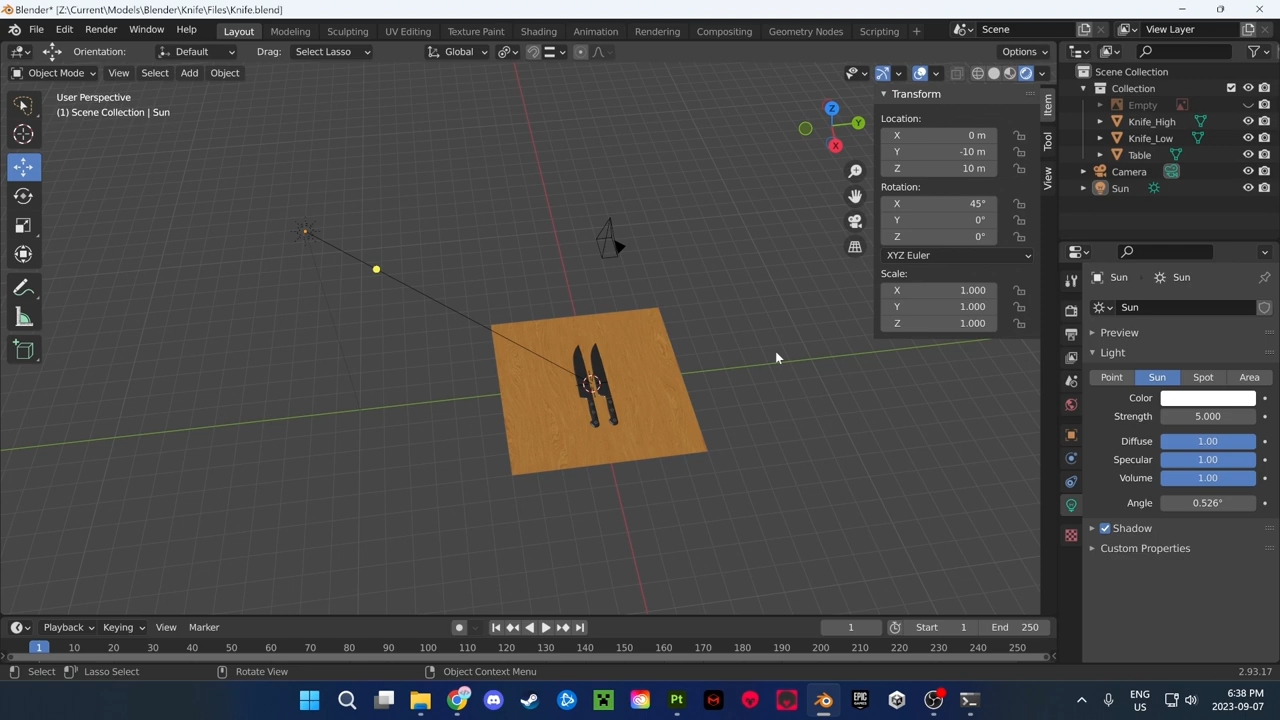 Blender* [Z:\Current\Models\Blender\Knife\Files\Knife.blend]
File Edit Render Window Help Layout Modeling Sculpting UV Editing Texture Paint Shading Animation Rendering Compositing Geometry Nodes Scripting + Scene View Layer
Orientation: Default Drag: Select Lasso Global Options
Object Mode View Select Add Object
User Perspective
(1) Scene Collection | Sun
Z
Y
X
Transform
Location:
X 0 m
Y -10 m
Z 10 m
Rotation:
X 45°
Y 0°
Z 0°
XYZ Euler
Scale:
X 1.000
Y 1.000
Z 1.000
Item
Tool
View
Scene Collection
Collection
Empty
Knife_High
Knife_Low
Table
Camera
Sun
Sun Sun
Sun
Preview
Light
Point Sun Spot Area
Color
Strength 5.000
Diffuse 1.00
Specular 1.00
Volume 1.00
Angle 0.526°
Shadow
Custom Properties
Playback Keying View Marker 1 Start 1 End 250
1 10 20 30 40 50 60 70 80 90 100 110 120 130 140 150 160 170 180 190 200 210 220 230 240 250
Select Lasso Select Rotate View Object Context Menu 2.93.17
Pt
EPIC GAMES
ENG
US
6:38 PM
2023-09-07